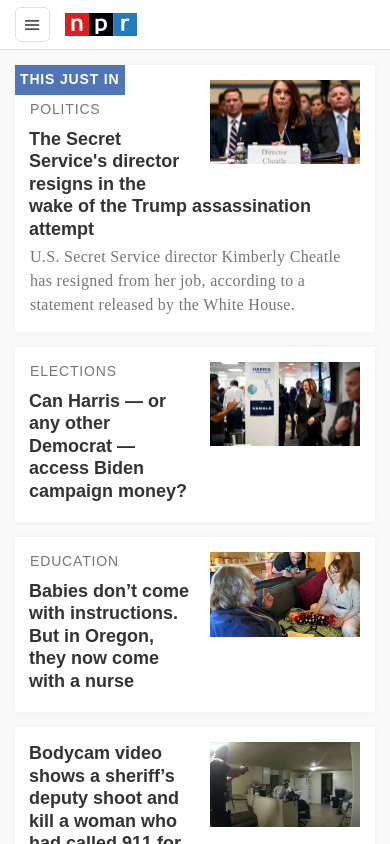 npr
THIS JUST IN
POLITICS
The Secret
Service's director
resigns in the
wake of the Trump assassination
attempt
U.S. Secret Service director Kimberly Cheatle
has resigned from her job, according to a
statement released by the White House.
Director
Cheatle
ELECTIONS
Can Harris — or
any other
Democrat —
access Biden
campaign money?
HARRIS
KAMALA
EDUCATION
Babies don’t come
with instructions.
But in Oregon,
they now come
with a nurse
Bodycam video
shows a sheriff’s
deputy shoot and
kill a woman who
had called 911 for